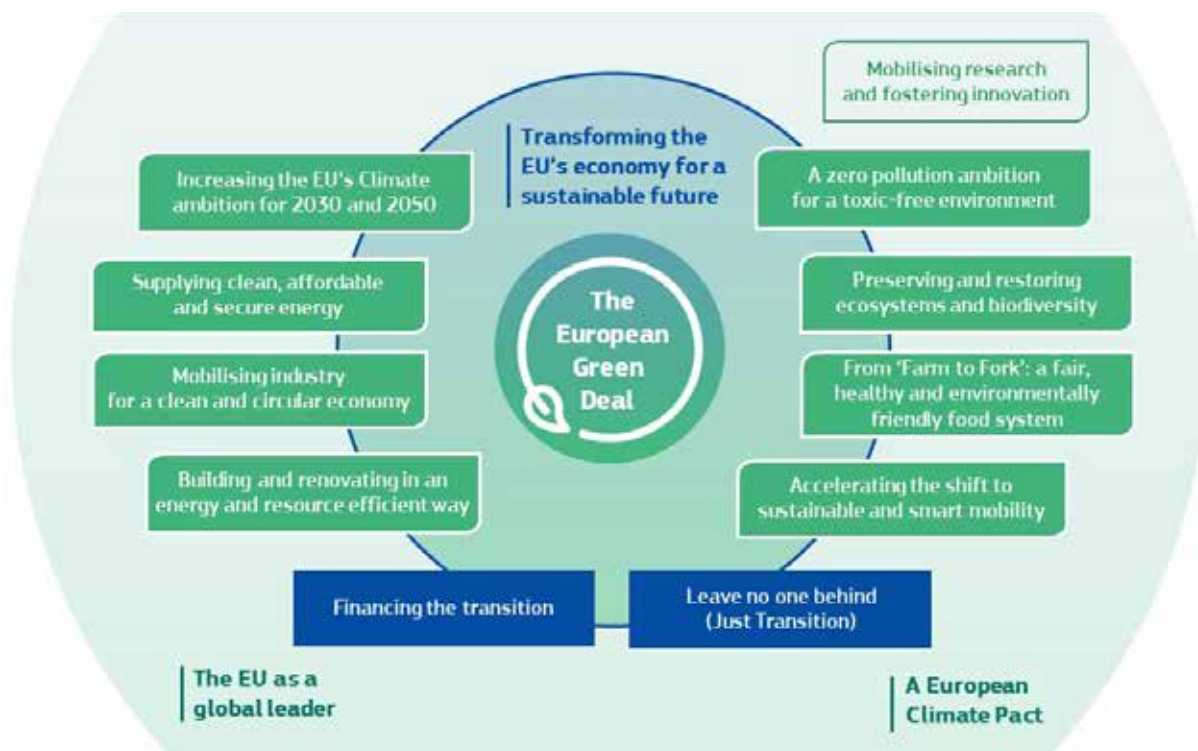 Mobilising research
and fostering innovation
Transforming the
EU's economy for a
sustainable future
Increasing the EU's Climate
ambition for 2030 and 2050
A zero pollution ambition
for a toxic-free environment
Supplying clean, affordable
and secure energy
Preserving and restoring
ecosystems and biodiversity
The
European
Green
Deal
Mobilising industry
for a clean and circular economy
From ‘Farm to Fork’: a fair,
healthy and environmentally
friendly food system
Building and renovating in an
energy and resource efficient way
Accelerating the shift to
sustainable and smart mobility
Financing the transition
Leave no one behind
(Just Transition)
The EU as a
global leader
A European
Climate Pact